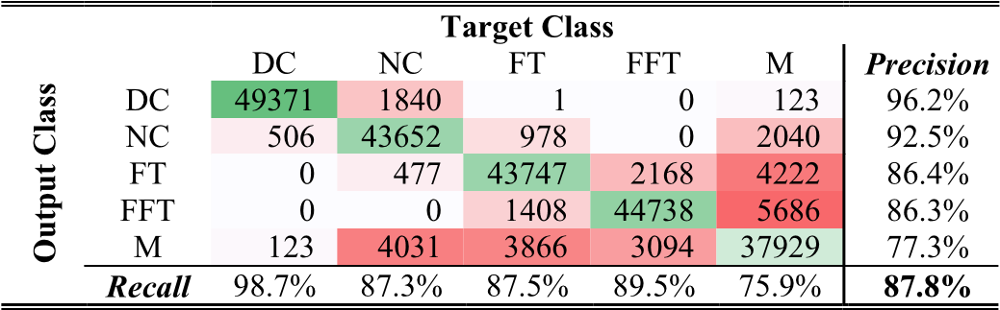 Target Class
DC NC FT FFT M Precision
Output Class
DC 49371 1840 1 0 123 96.2%
NC 506 43652 978 0 2040 92.5%
FT 0 477 43747 2168 4222 86.4%
FFT 0 0 1408 44738 5686 86.3%
M 123 4031 3866 3094 37929 77.3%
Recall 98.7% 87.3% 87.5% 89.5% 75.9% 87.8%